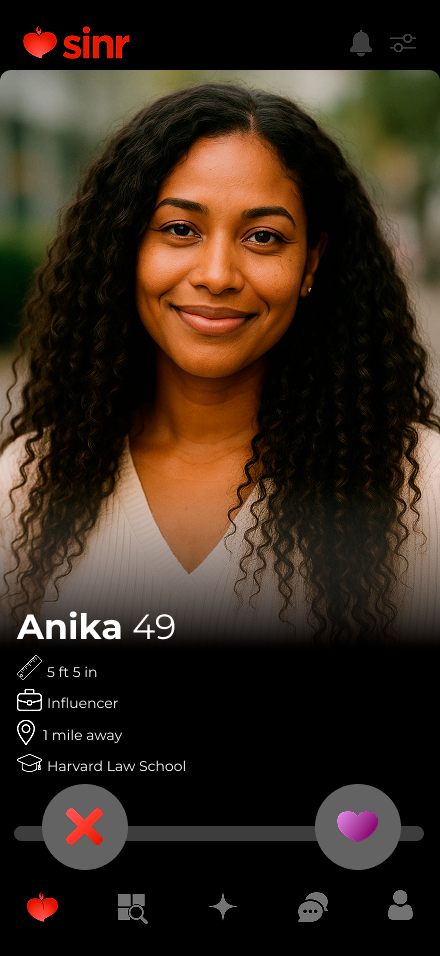 sinr
Anika 49
5 ft 5 in
Influencer
1 mile away
Harvard Law School